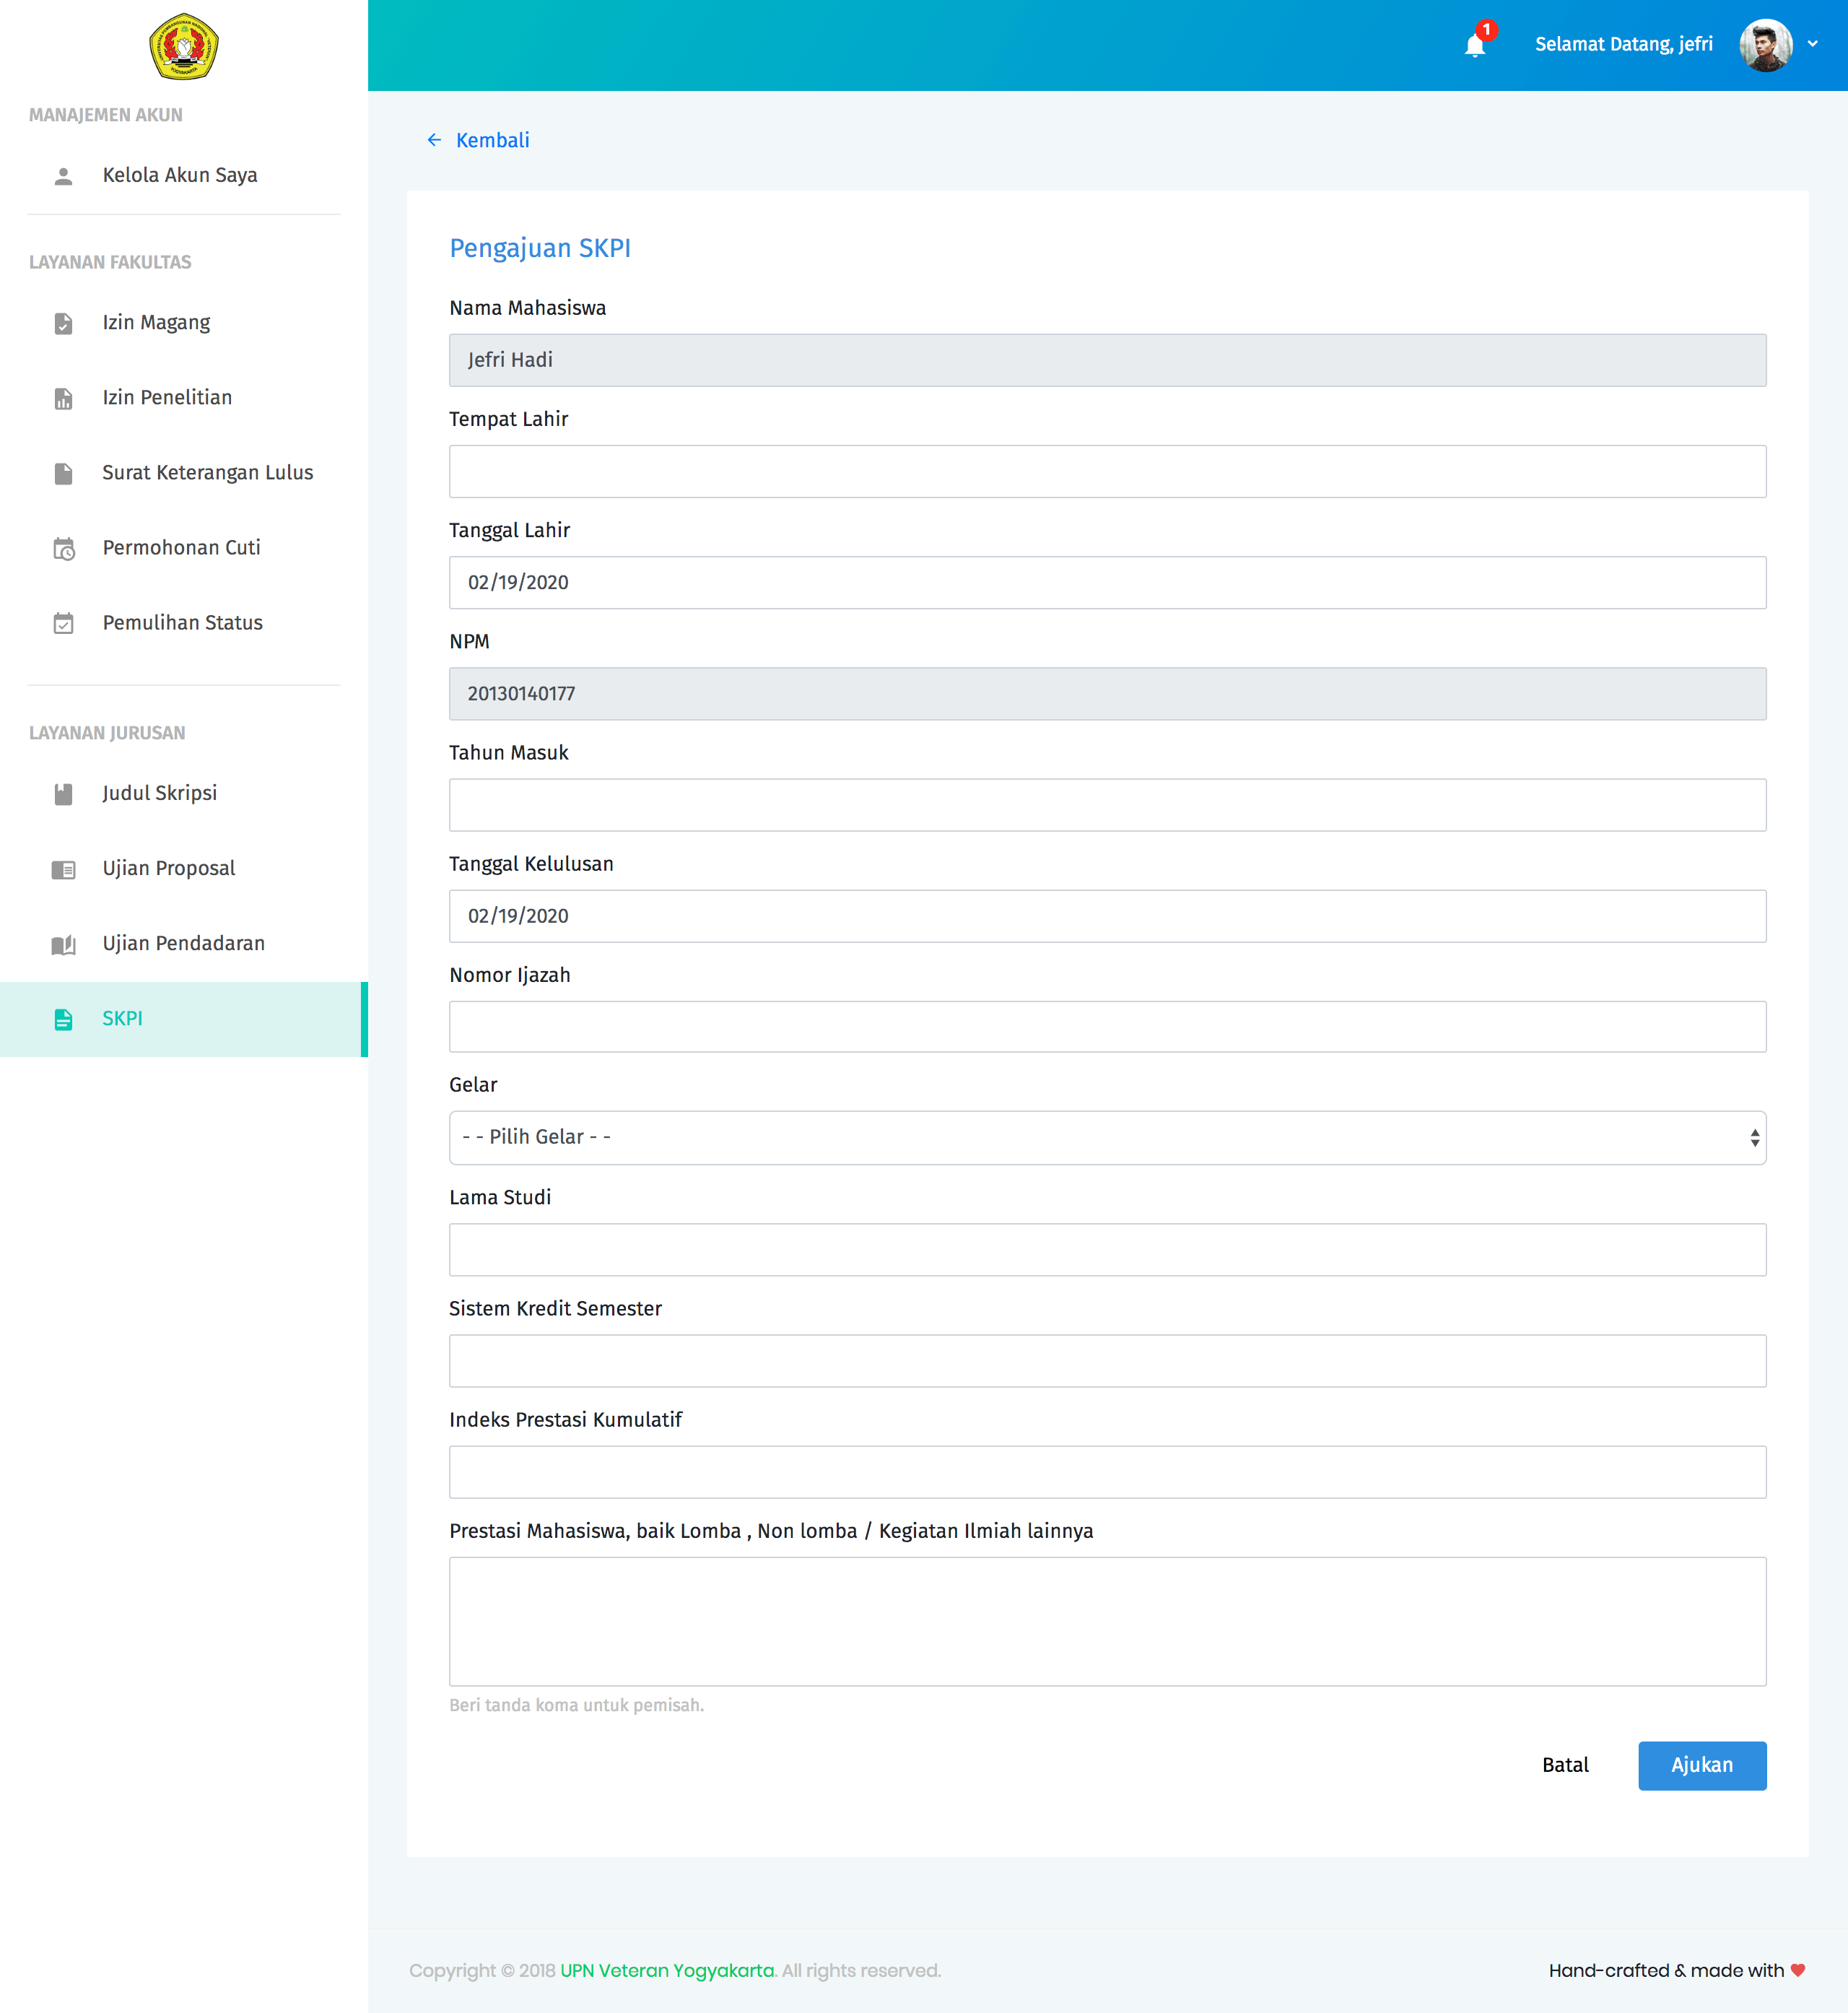 MANAJEMEN AKUN
Kelola Akun Saya
LAYANAN FAKULTAS
Izin Magang
Izin Penelitian
Surat Keterangan Lulus
Permohonan Cuti
Pemulihan Status
LAYANAN JURUSAN
Judul Skripsi
Ujian Proposal
Ujian Pendadaran
SKPI
1
Selamat Datang, jefri
Kembali
Pengajuan SKPI
Nama Mahasiswa
Jefri Hadi
Tempat Lahir
Tanggal Lahir
02/19/2020
NPM
20130140177
Tahun Masuk
Tanggal Kelulusan
02/19/2020
Nomor Ijazah
Gelar
- - Pilih Gelar - -
Lama Studi
Sistem Kredit Semester
Indeks Prestasi Kumulatif
Prestasi Mahasiswa, baik Lomba , Non lomba / Kegiatan Ilmiah lainnya
Beri tanda koma untuk pemisah.
Batal
Ajukan
Copyright © 2018 UPN Veteran Yogyakarta. All rights reserved.
Hand-crafted & made with